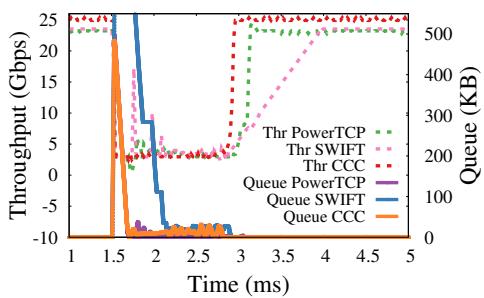 25
20
15
10
5
0
-5
-10
Throughput (Gbps)
500
400
300
200
100
0
Queue (KB)
Thr PowerTCP
Thr SWIFT
Thr CCC
Queue PowerTCP
Queue SWIFT
Queue CCC
1 1.5 2 2.5 3 3.5 4 4.5 5
Time (ms)